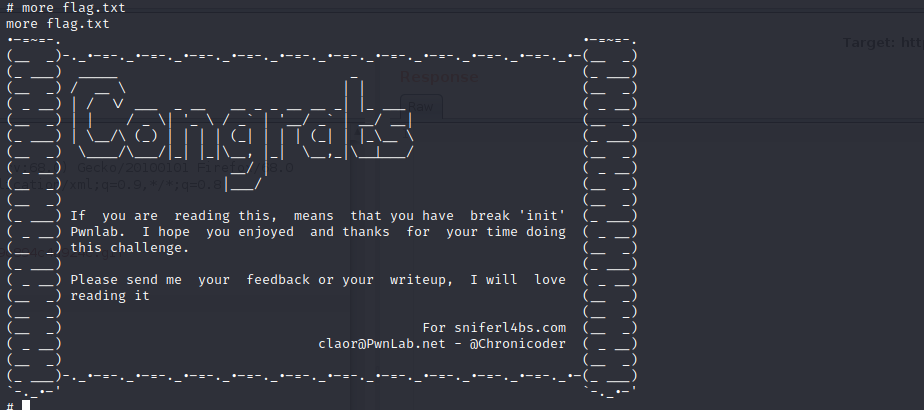 # more flag.txt
more flag.txt
Target: htt
Response
Raw
Congrats
Gecko/20100101
xml;q=0.9,*/*;q=0.8
If you are reading this, means that you have break 'init'
Pwnlab. I hope you enjoyed and thanks for your time doing
this challenge.
Please send me your feedback or your writeup, I will love
reading it
For sniferl4bs.com
claor@PwnLab.net - @Chronicoder
#